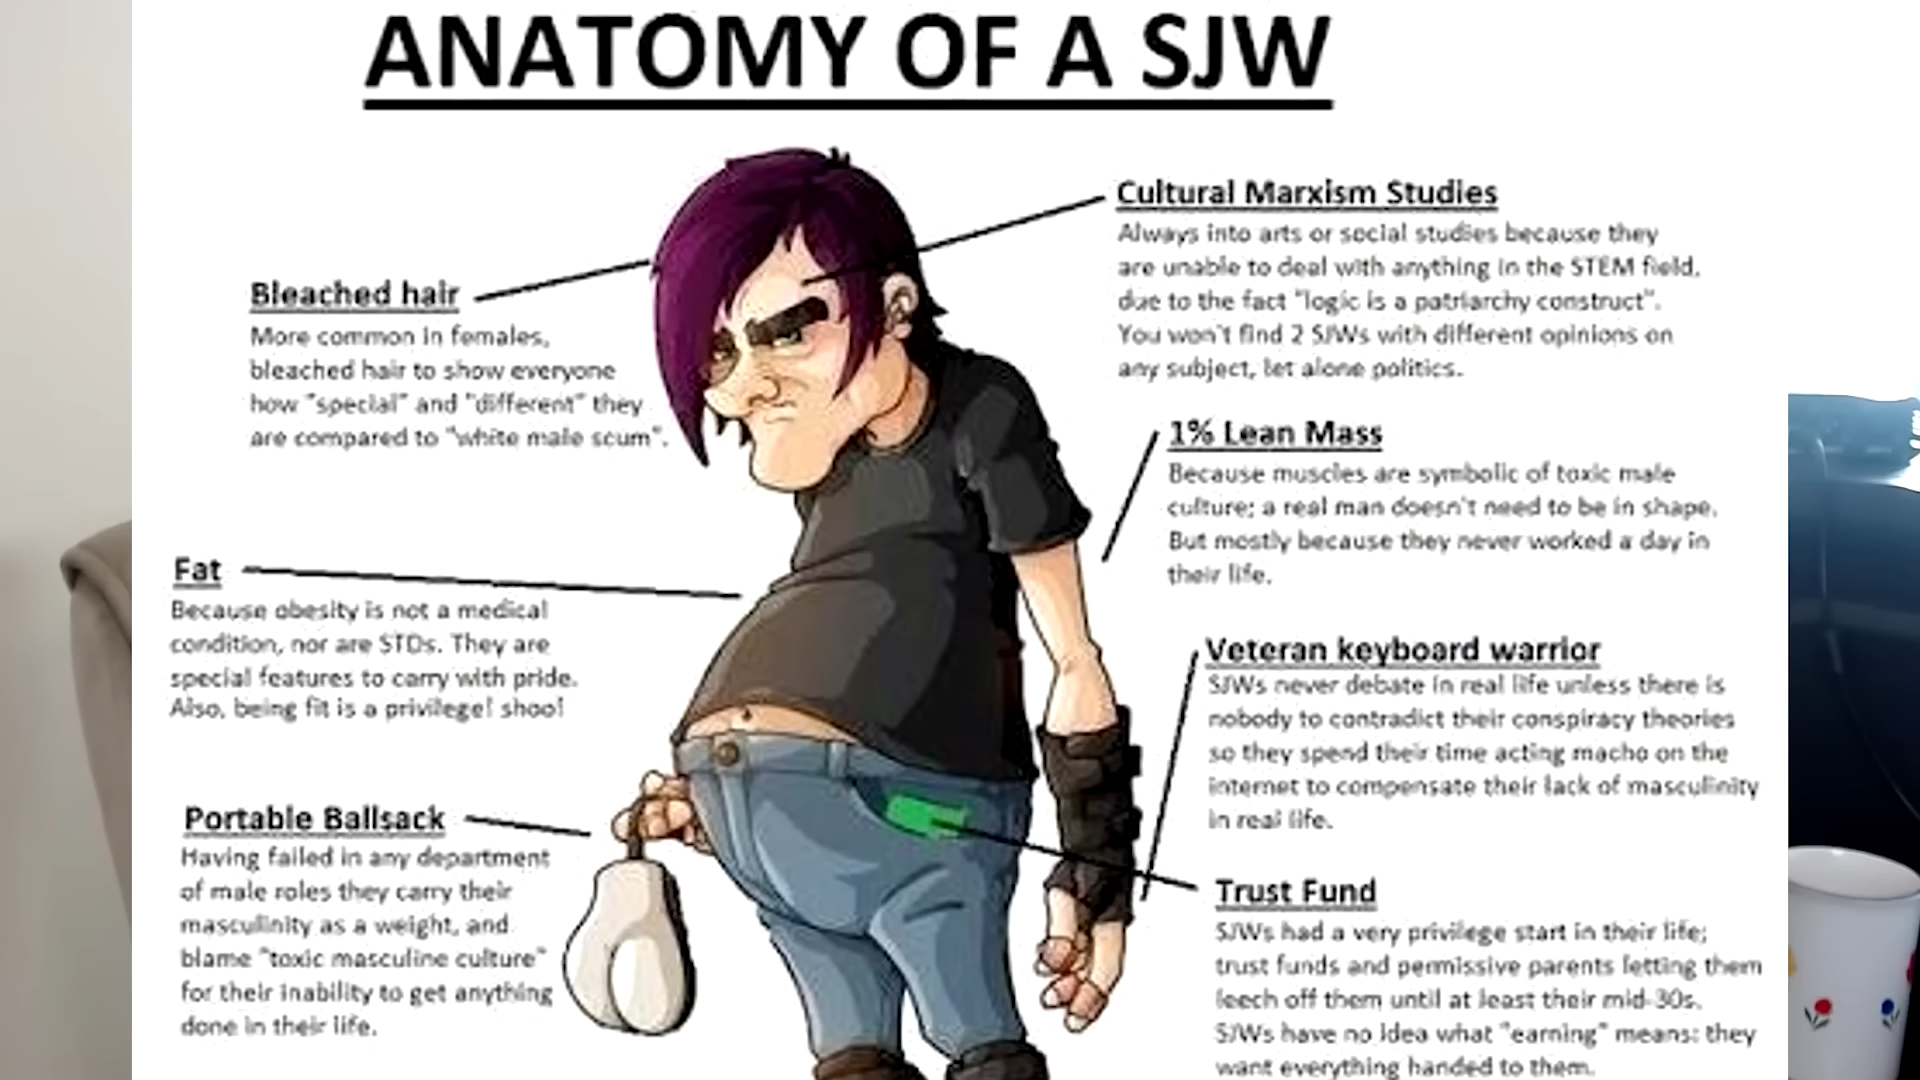 ANATOMY OF A SJW
Bleached hair
More common in females,
bleached hair to show everyone
how "special" and "different" they
are compared to "white male scum".
Fat
Because obesity is not a medical
condition, nor are STDs. They are
special features to carry with pride.
Also, being fit is a privilege! shoo!
Portable Ballsack
Having failed in any department
of male roles they carry their
masculinity as a weight, and
blame "toxic masculine culture"
for their inability to get anything
done in their life.
Cultural Marxism Studies
Always into arts or social studies because they
are unable to deal with anything in the STEM field,
due to the fact "logic is a patriarchy construct".
You won't find 2 SJWs with different opinions on
any subject, let alone politics.
1% Lean Mass
Because muscles are symbolic of toxic male
culture; a real man doesn't need to be in shape.
But mostly because they never worked a day in
their life.
Veteran keyboard warrior
SJWs never debate in real life unless there is
nobody to contradict their conspiracy theories
so they spend their time acting macho on the
internet to compensate their lack of masculinity
in real life.
Trust Fund
SJWs had a very privilege start in their life;
trust funds and permissive parents letting them
leech off them until at least their mid-30s.
SJWs have no idea what "earning" means: they
want everything handed to them.